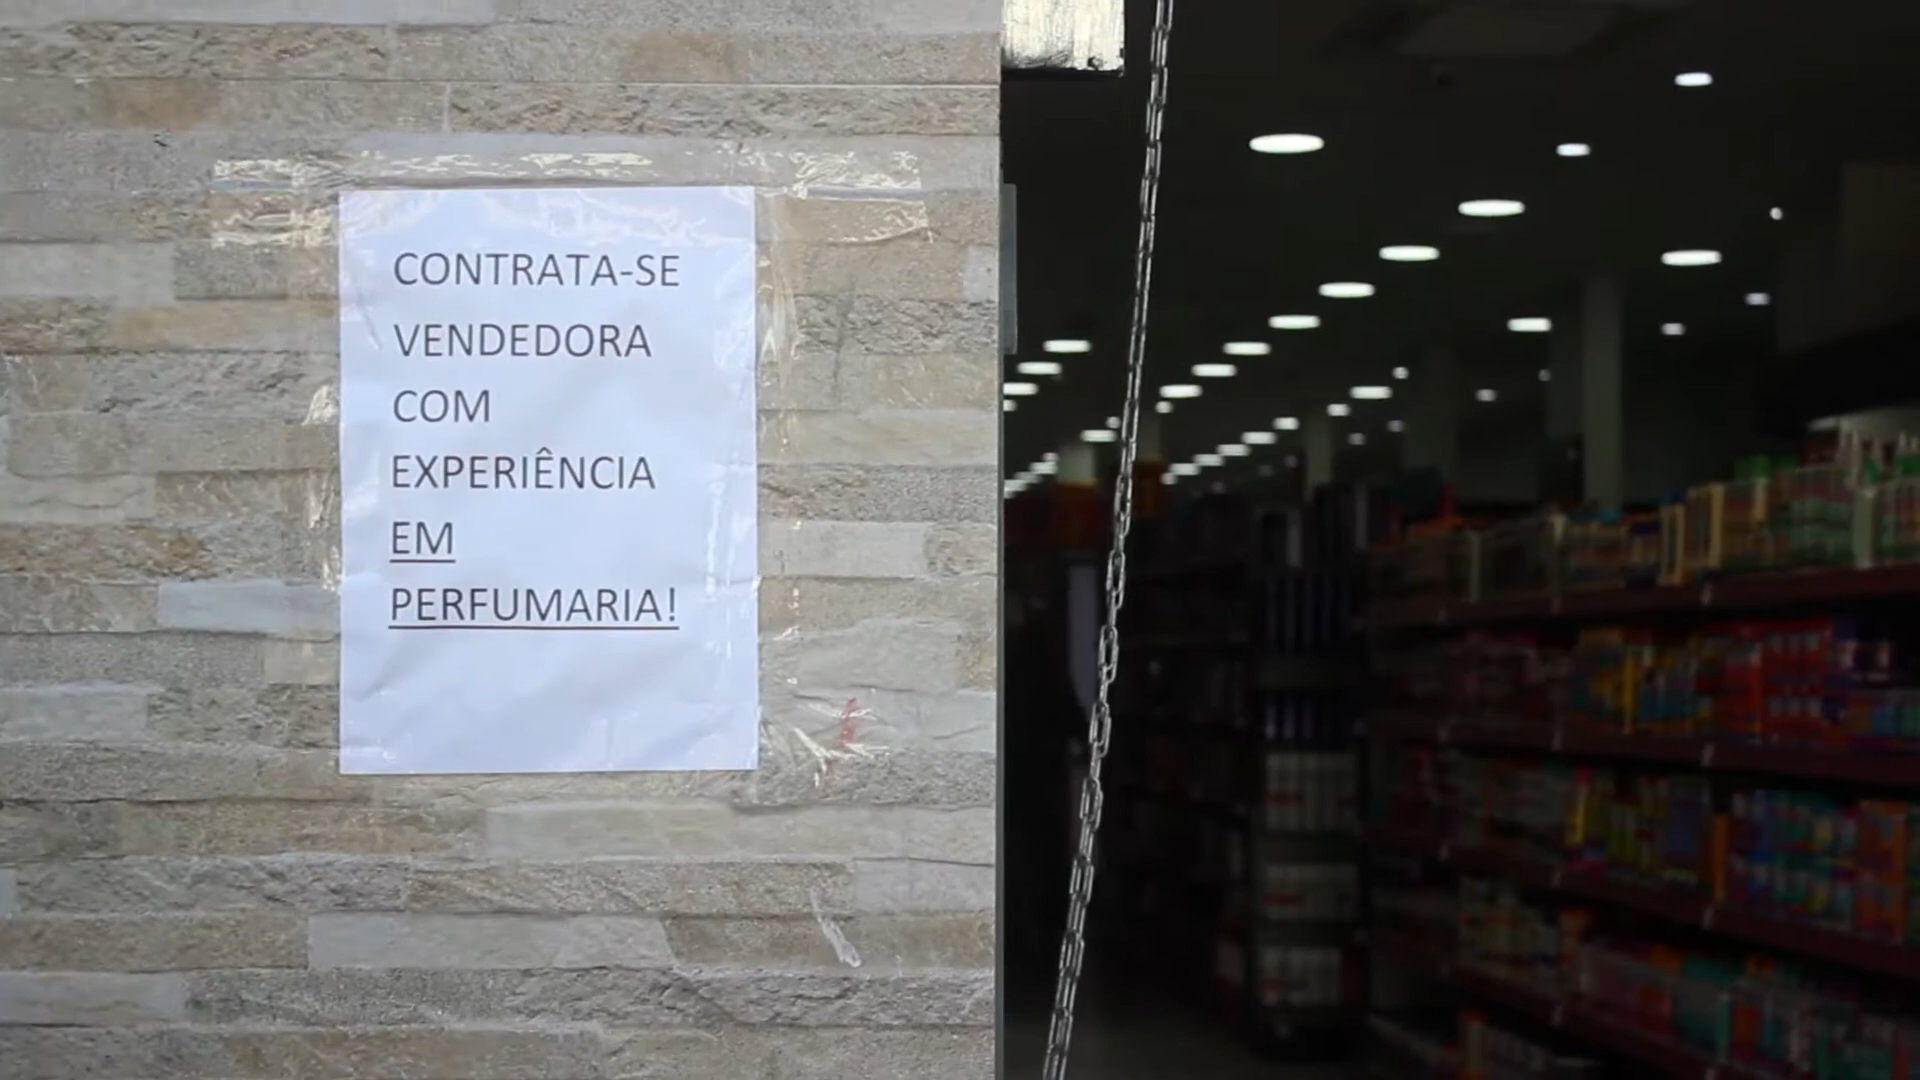 CONTRATA-SE
VENDEDORA
COM
EXPERIÊNCIA
EM
PERFUMARIA!